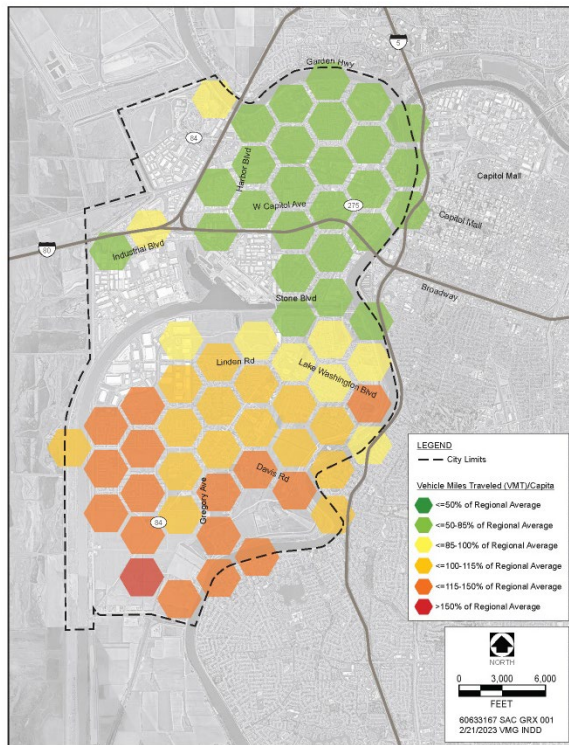 5
Garden Hwy
84
Harbor Blvd
Capitol Mall
W Capitol Ave
275
Capitol Mall
80
Industrial Blvd
Broadway
Stone Blvd
Linden Rd
Lake Washington Blvd
Davis Rd
Gregory Ave
84
LEGEND
City Limits
Vehicle Miles Traveled (VMT)/Capita
<=50% of Regional Average
<=50-85% of Regional Average
<=85-100% of Regional Average
<=100-115% of Regional Average
<=115-150% of Regional Average
>150% of Regional Average
NORTH
0 3,000 6,000
FEET
60633167 SAC GRX 001
2/21/2023 VMG INDD